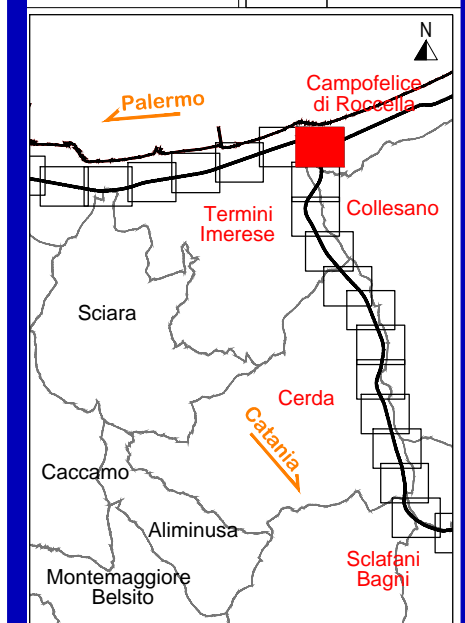 N
Campofelice
di Roccella
Palermo
Termini
Imerese
Collesano
Sciara
Cerda
Catania
Caccamo
Aliminusa
Sclafani
Bagni
Montemaggiore
Belsito